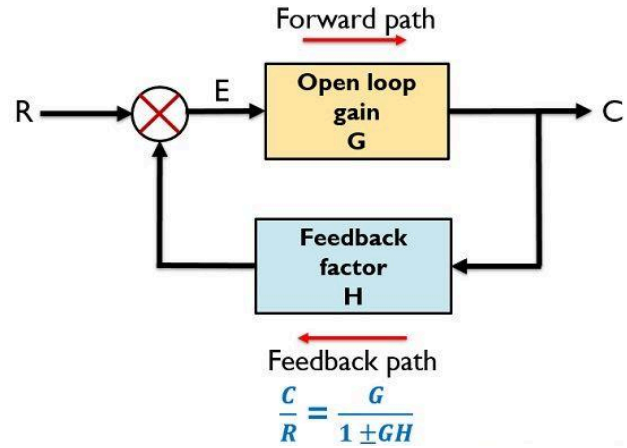 Forward path
R
E
Open loop
gain
G
C
Feedback
factor
H
Feedback path
C/R = G/(1 ±GH)